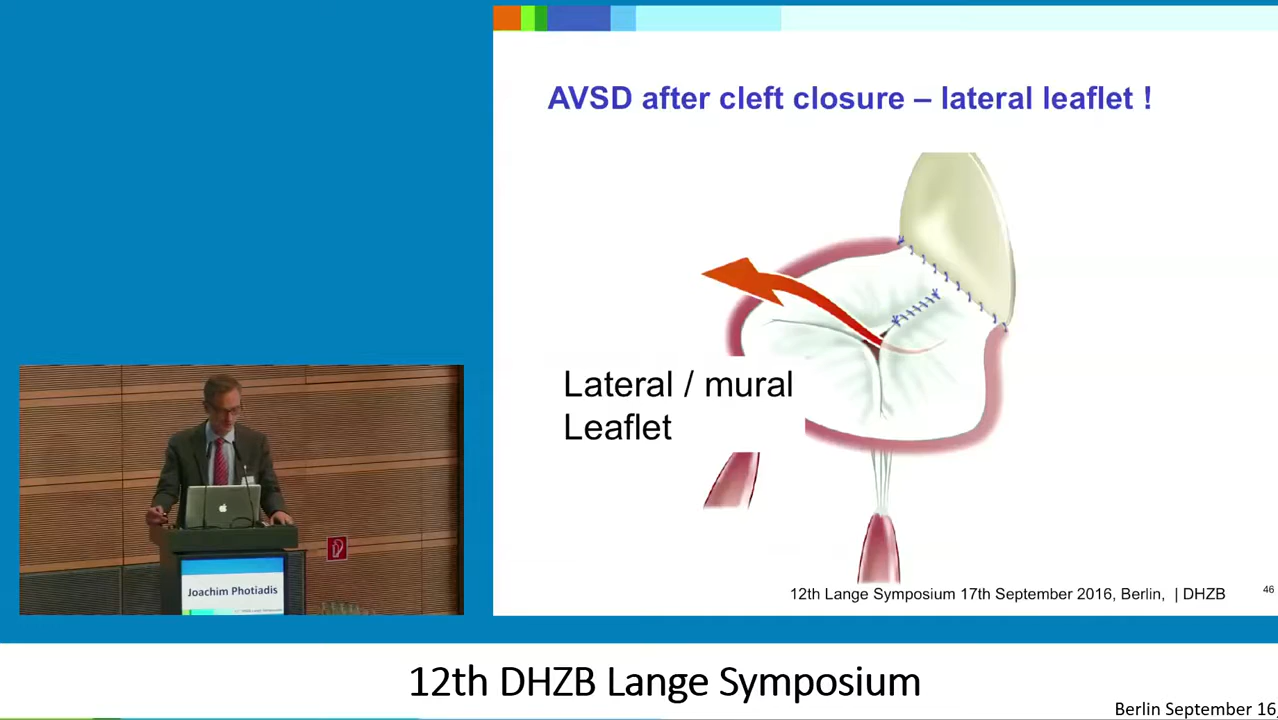 AVSD after cleft closure – lateral leaflet !
Lateral / mural
Leaflet
Joachim Photiadis
12th Lange Symposium 17th September 2016, Berlin, | DHZB
46
12th DHZB Lange Symposium
Berlin September 16